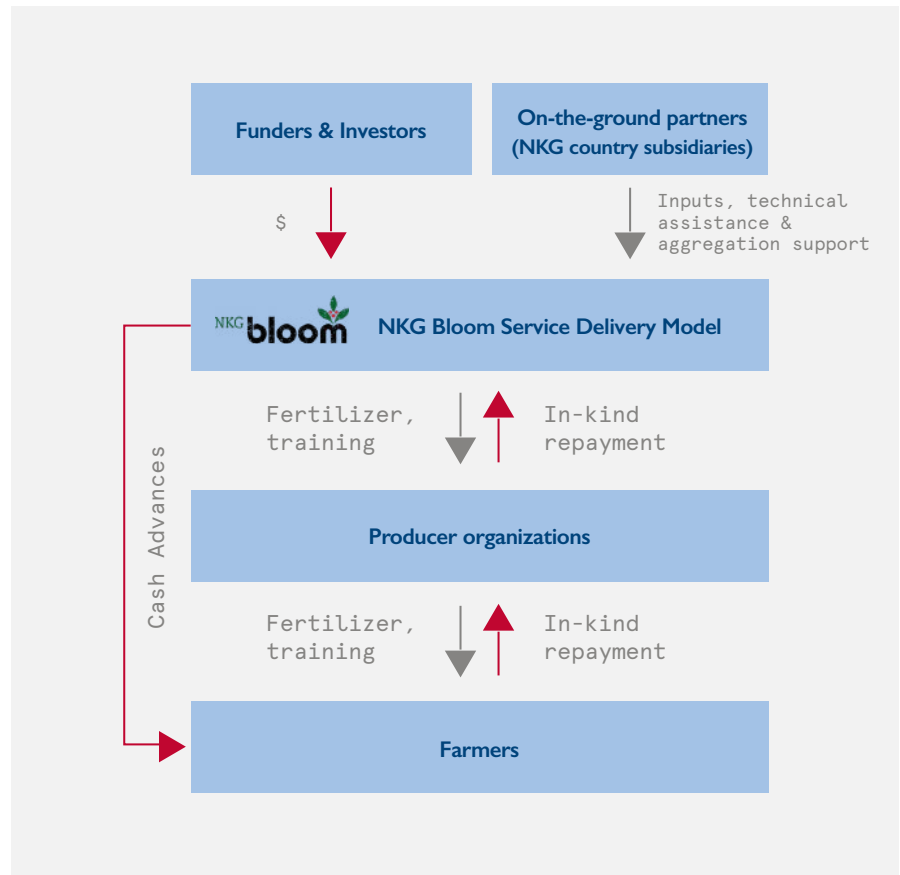 Funders & Investors
On-the-ground partners
(NKG country subsidiaries)
$
Inputs, technical
assistance &
aggregation support
NKG bloom NKG Bloom Service Delivery Model
Fertilizer,
training
In-kind
repayment
Cash Advances
Producer organizations
Fertilizer,
training
In-kind
repayment
Farmers